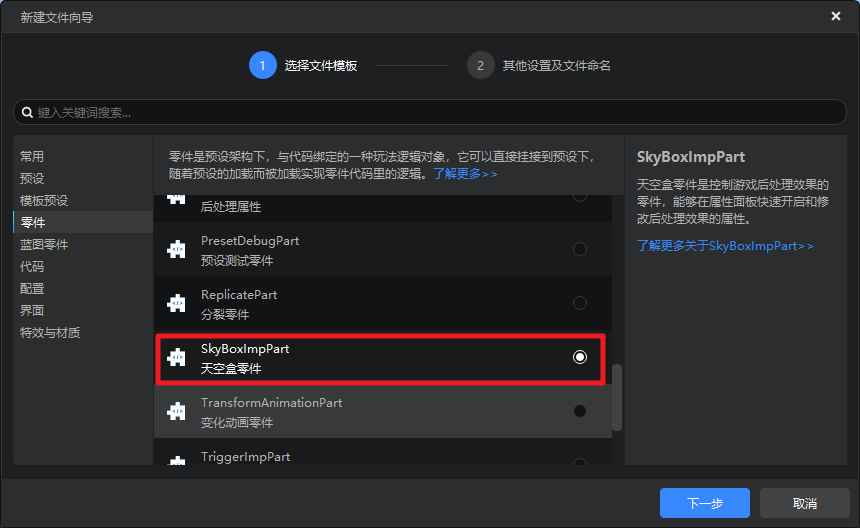 新建文件向导
1 选择文件模板
2 其他设置及文件命名
键入关键词搜索...
常用
预设
模板预设
零件
蓝图零件
代码
配置
界面
特效与材质
零件是预设架构下，与代码绑定的一种玩法逻辑对象，它可以直接挂接到预设下，
随着预设的加载而被加载实现零件代码里的逻辑。了解更多>>
后处理属性
PresetDebugPart
预设测试零件
ReplicatePart
分裂零件
SkyBoxImpPart
天空盒零件
TransformAnimationPart
变化动画零件
TriggerImpPart
SkyBoxImpPart
天空盒零件是控制游戏后处理效果的
零件，能够在属性面板快速开启和修
改后处理效果的属性。
了解更多关于SkyBoxImpPart>>
下一步
取消